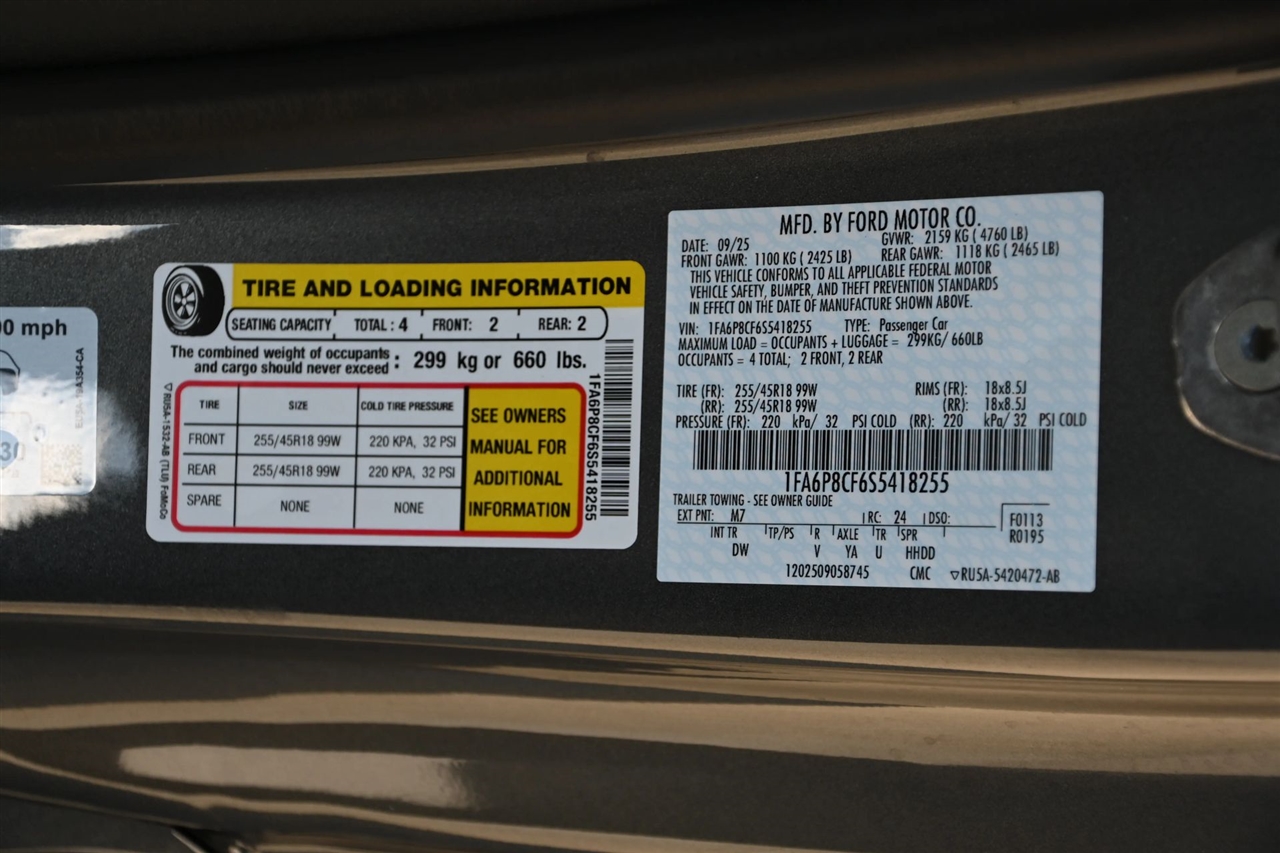 00 mph
TIRE AND LOADING INFORMATION
SEATING CAPACITY TOTAL : 4 FRONT: 2 REAR: 2
The combined weight of occupants and cargo should never exceed : 299 kg or 660 lbs.
TIRE SIZE COLD TIRE PRESSURE
FRONT 255/45R18 99W 220 KPA, 32 PSI
REAR 255/45R18 99W 220 KPA, 32 PSI
SPARE NONE NONE
SEE OWNERS
MANUAL FOR
ADDITIONAL
INFORMATION
1FA6P8CF6S5418255
▽RU5A-1532-AB (TLU) FoMoCo
MFD. BY FORD MOTOR CO.
DATE: 09/25 GVWR: 2159 KG ( 4760 LB)
FRONT GAWR: 1100 KG ( 2425 LB) REAR GAWR: 1118 KG ( 2465 LB)
THIS VEHICLE CONFORMS TO ALL APPLICABLE FEDERAL MOTOR
VEHICLE SAFETY, BUMPER, AND THEFT PREVENTION STANDARDS
IN EFFECT ON THE DATE OF MANUFACTURE SHOWN ABOVE.
VIN: 1FA6P8CF6S5418255 TYPE: Passenger Car
MAXIMUM LOAD = OCCUPANTS + LUGGAGE = 299KG/ 660LB
OCCUPANTS = 4 TOTAL; 2 FRONT, 2 REAR
TIRE (FR): 255/45R18 99W RIMS (FR): 18x8.5J
(RR): 255/45R18 99W (RR): 18x8.5J
PRESSURE (FR): 220 kPa/ 32 PSI COLD (RR): 220 kPa/ 32 PSI COLD
1FA6P8CF6S5418255
TRAILER TOWING - SEE OWNER GUIDE
EXT PNT: M7 RC: 24 DSO: F0113
INT TR TP/PS R AXLE TR SPR R0195
DW V YA U HHDD
1202509058745 CMC ▽RU5A-5420472-AB